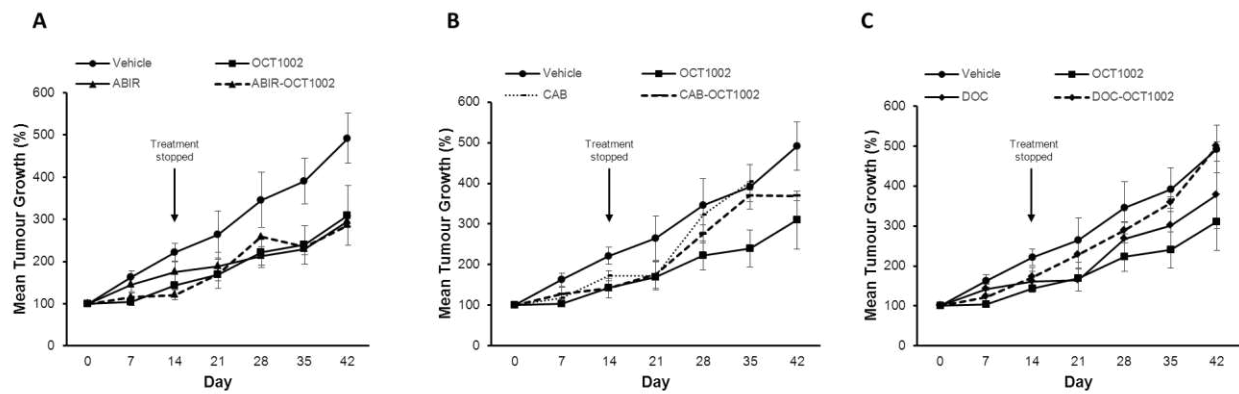 A
Vehicle
OCT1002
ABIR
ABIR-OCT1002
600
500
400
300
200
100
0
Mean Tumour Growth (%)
Treatment
stopped
0 7 14 21 28 35 42
Day
B
Vehicle
OCT1002
CAB
CAB-OCT1002
600
500
400
300
200
100
0
Mean Tumour Growth (%)
Treatment
stopped
0 7 14 21 28 35 42
Day
C
Vehicle
OCT1002
DOC
DOC-OCT1002
600
500
400
300
200
100
0
Mean Tumour Growth (%)
Treatment
stopped
0 7 14 21 28 35 42
Day